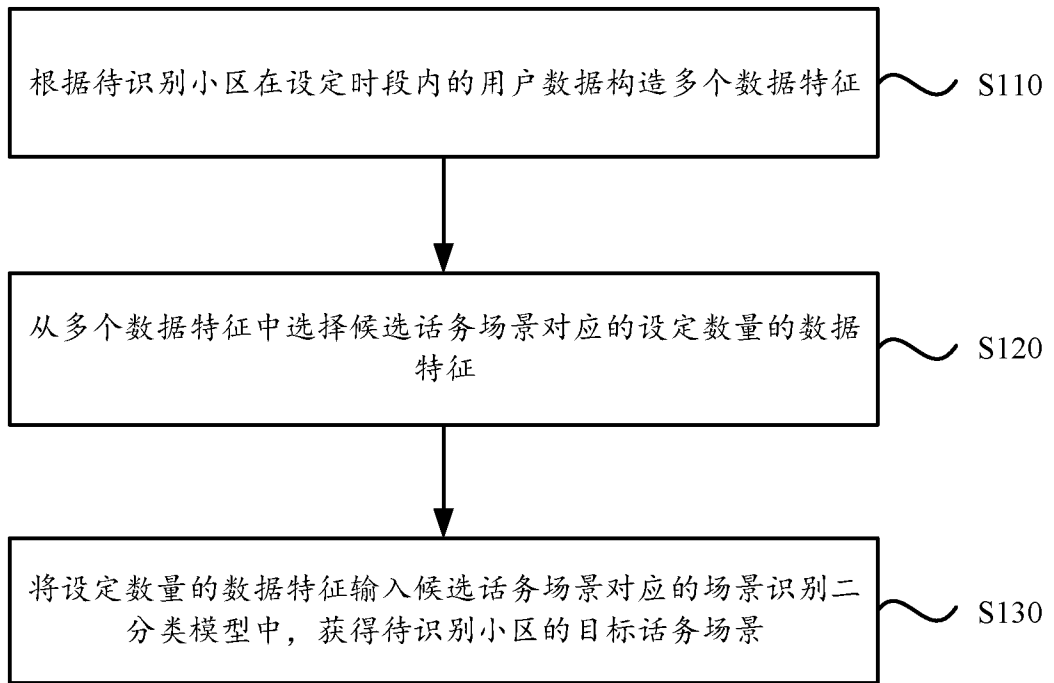 根据待识别小区在设定时段内的用户数据构造多个数据特征
S110
从多个数据特征中选择候选话务场景对应的设定数量的数据
特征
S120
将设定数量的数据特征输入候选话务场景对应的场景识别二
分类模型中，获得待识别小区的目标话务场景
S130